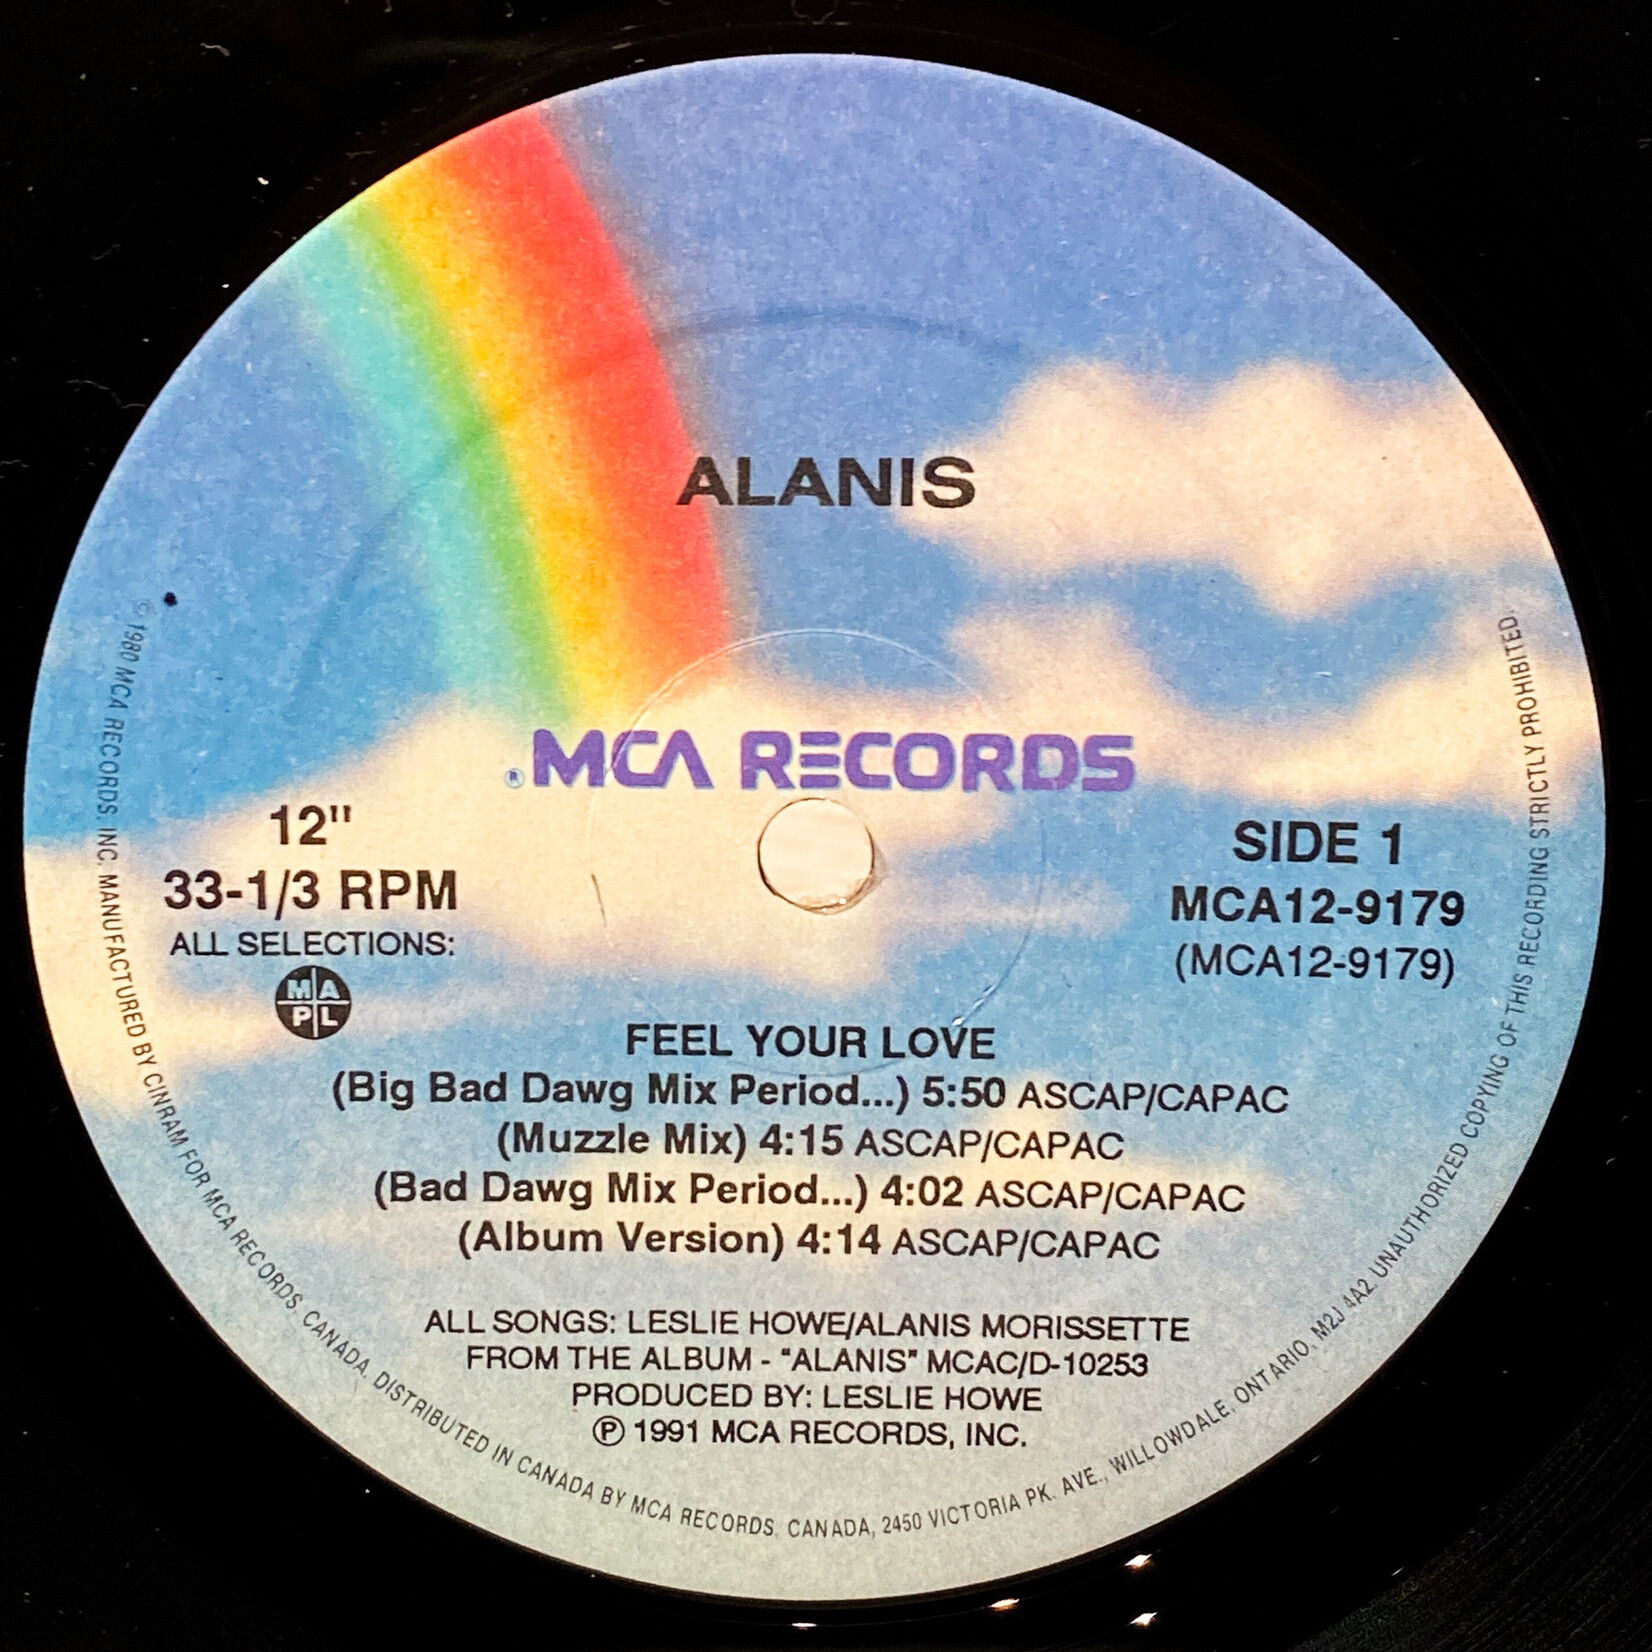 ALANIS
® MCA RECORDS
12"
33-1/3 RPM
ALL SELECTIONS:
M A
P L
SIDE 1
MCA12-9179
(MCA12-9179)
FEEL YOUR LOVE
(Big Bad Dawg Mix Period...) 5:50 ASCAP/CAPAC
(Muzzle Mix) 4:15 ASCAP/CAPAC
(Bad Dawg Mix Period...) 4:02 ASCAP/CAPAC
(Album Version) 4:14 ASCAP/CAPAC
ALL SONGS: LESLIE HOWE/ALANIS MORISSETTE
FROM THE ALBUM - "ALANIS" MCAC/D-10253
PRODUCED BY: LESLIE HOWE
℗ 1991 MCA RECORDS, INC.
© 1980 MCA RECORDS, INC. MANUFACTURED BY CINRAM FOR MCA RECORDS, CANADA. DISTRIBUTED IN CANADA BY MCA RECORDS, CANADA, 2450 VICTORIA PK. AVE., WILLOWDALE, ONTARIO, M2J 4A2. UNAUTHORIZED COPYING OF THIS RECORDING STRICTLY PROHIBITED.